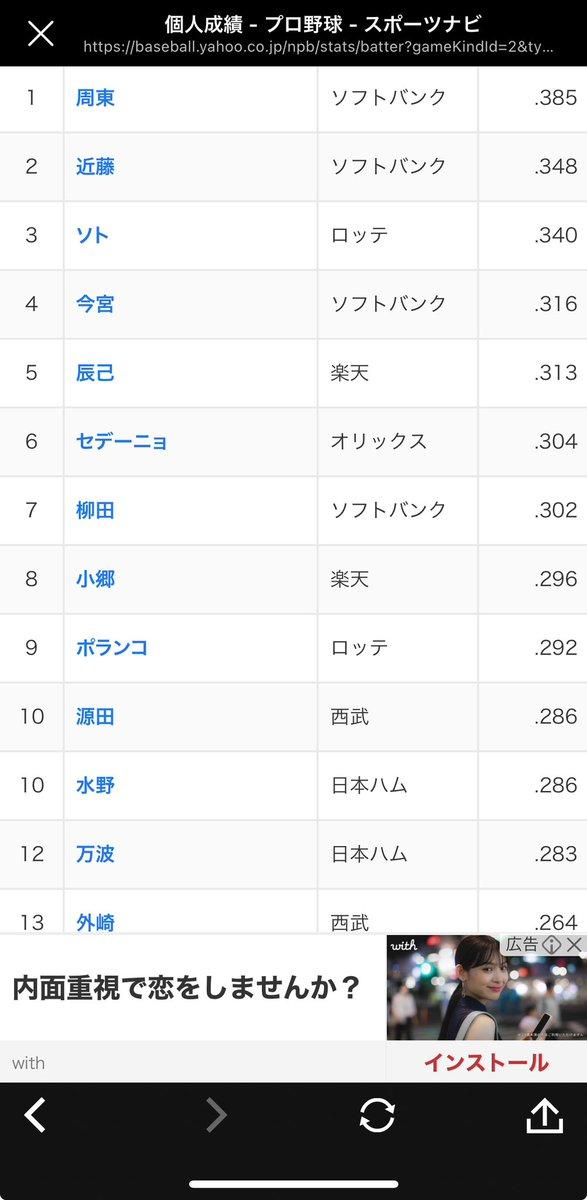 個人成績 - プロ野球 - スポーツナビ
https://baseball.yahoo.co.jp/npb/stats/batter?gameKindId=2&ty...
1 周東 ソフトバンク .385
2 近藤 ソフトバンク .348
3 ソト ロッテ .340
4 今宮 ソフトバンク .316
5 辰己 楽天 .313
6 セデーニョ オリックス .304
7 柳田 ソフトバンク .302
8 小郷 楽天 .296
9 ポランコ ロッテ .292
10 源田 西武 .286
10 水野 日本ハム .286
12 万波 日本ハム .283
13 外崎 西武 .264
広告
with
内面重視で恋をしませんか？
with
インストール